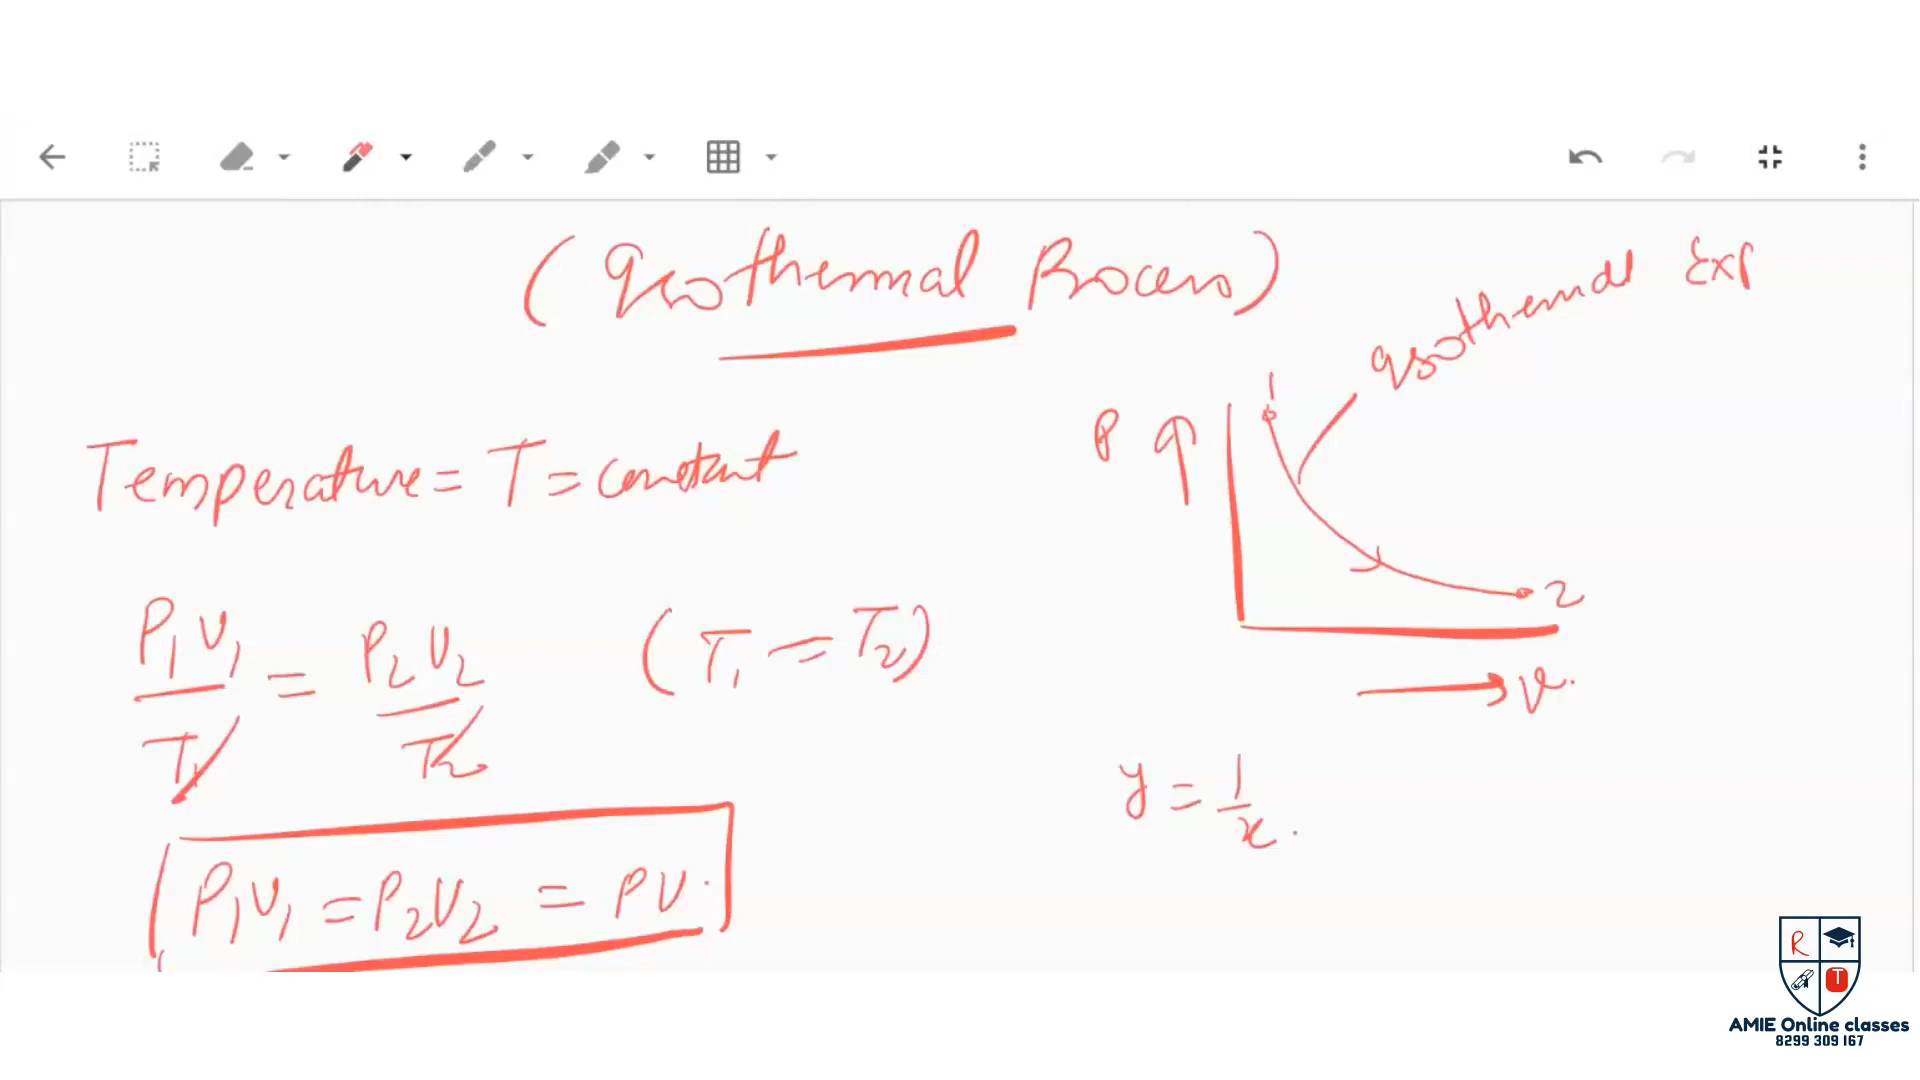 (Isothermal Process)
Isothermal Exp
Temperature = T = constant
P ↑
1
2
→ V.
P₁V₁/T₁ = P₂V₂/T₂ (T₁ = T₂)
y = 1/x.
P₁V₁ = P₂V₂ = PV.
R
T
AMIE Online classes
8299 309 167